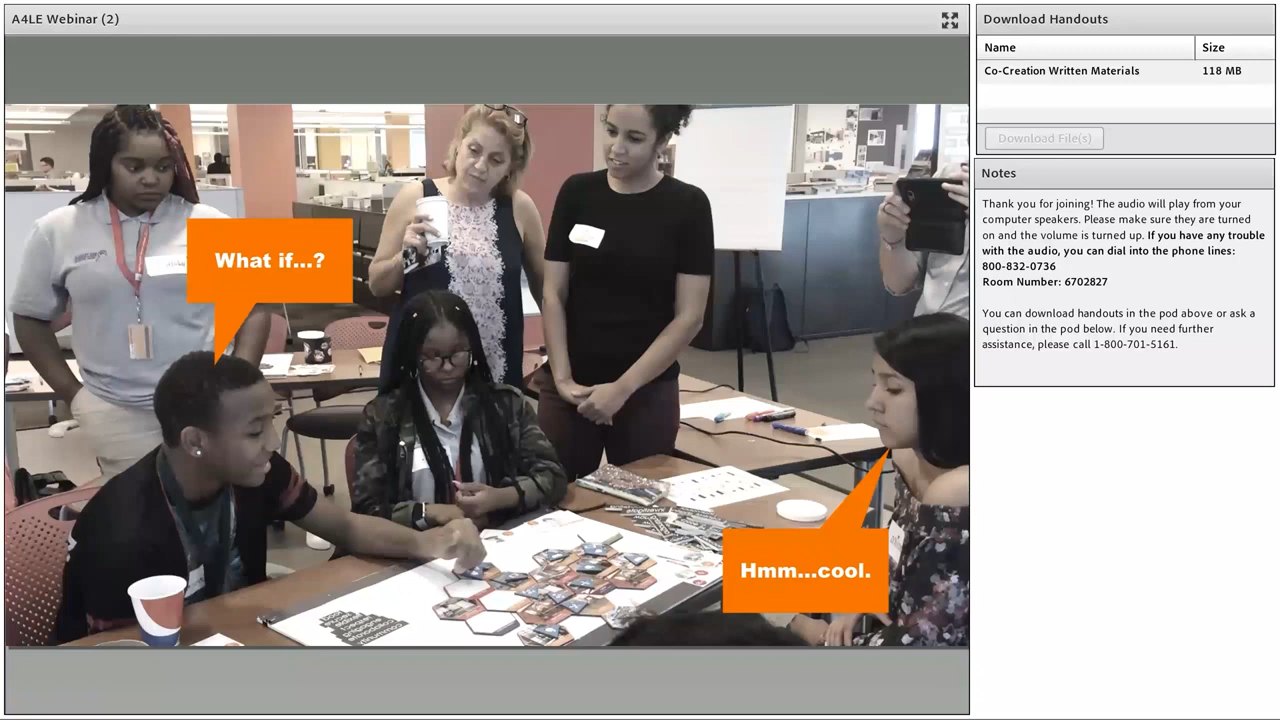 A4LE Webinar (2)
What if...?
Hmm...cool.
Download Handouts
Name Size
Co-Creation Written Materials 118 MB
Download File(s)
Notes
Thank you for joining! The audio will play from your
computer speakers. Please make sure they are turned
on and the volume is turned up. If you have any trouble
with the audio, you can dial into the phone lines:
800-832-0736
Room Number: 6702827
You can download handouts in the pod above or ask a
question in the pod below. If you need further
assistance, please call 1-800-701-5161.